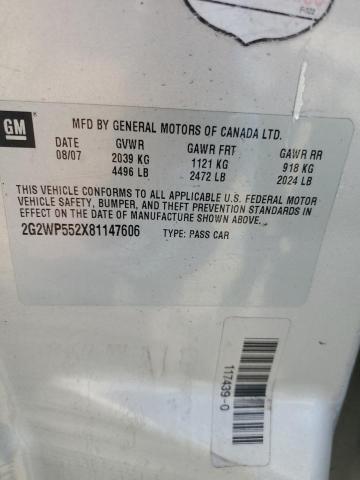 GM
MFD BY GENERAL MOTORS OF CANADA LTD.
DATE GVWR GAWR FRT GAWR RR
08/07 2039 KG 1121 KG 918 KG
4496 LB 2472 LB 2024 LB
THIS VEHICLE CONFORMS TO ALL APPLICABLE U.S. FEDERAL MOTOR
VEHICLE SAFETY, BUMPER, AND THEFT PREVENTION STANDARDS IN
EFFECT ON THE DATE OF MANUFACTURE SHOWN ABOVE.
2G2WP552X81147606 TYPE: PASS CAR
117439-0